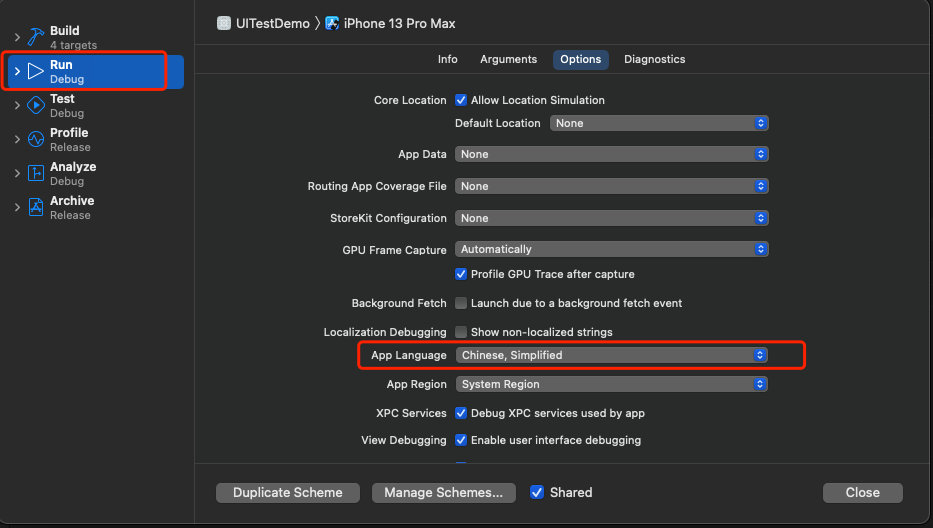 UITestDemo 〉 iPhone 13 Pro Max
Build
4 targets
Run
Debug
Test
Debug
Profile
Release
Analyze
Debug
Archive
Release
Info Arguments Options Diagnostics
Core Location Allow Location Simulation
Default Location None
App Data None
Routing App Coverage File None
StoreKit Configuration None
GPU Frame Capture Automatically
Profile GPU Trace after capture
Background Fetch Launch due to a background fetch event
Localization Debugging Show non-localized strings
App Language Chinese, Simplified
App Region System Region
XPC Services Debug XPC services used by app
View Debugging Enable user interface debugging
Duplicate Scheme Manage Schemes... Shared Close